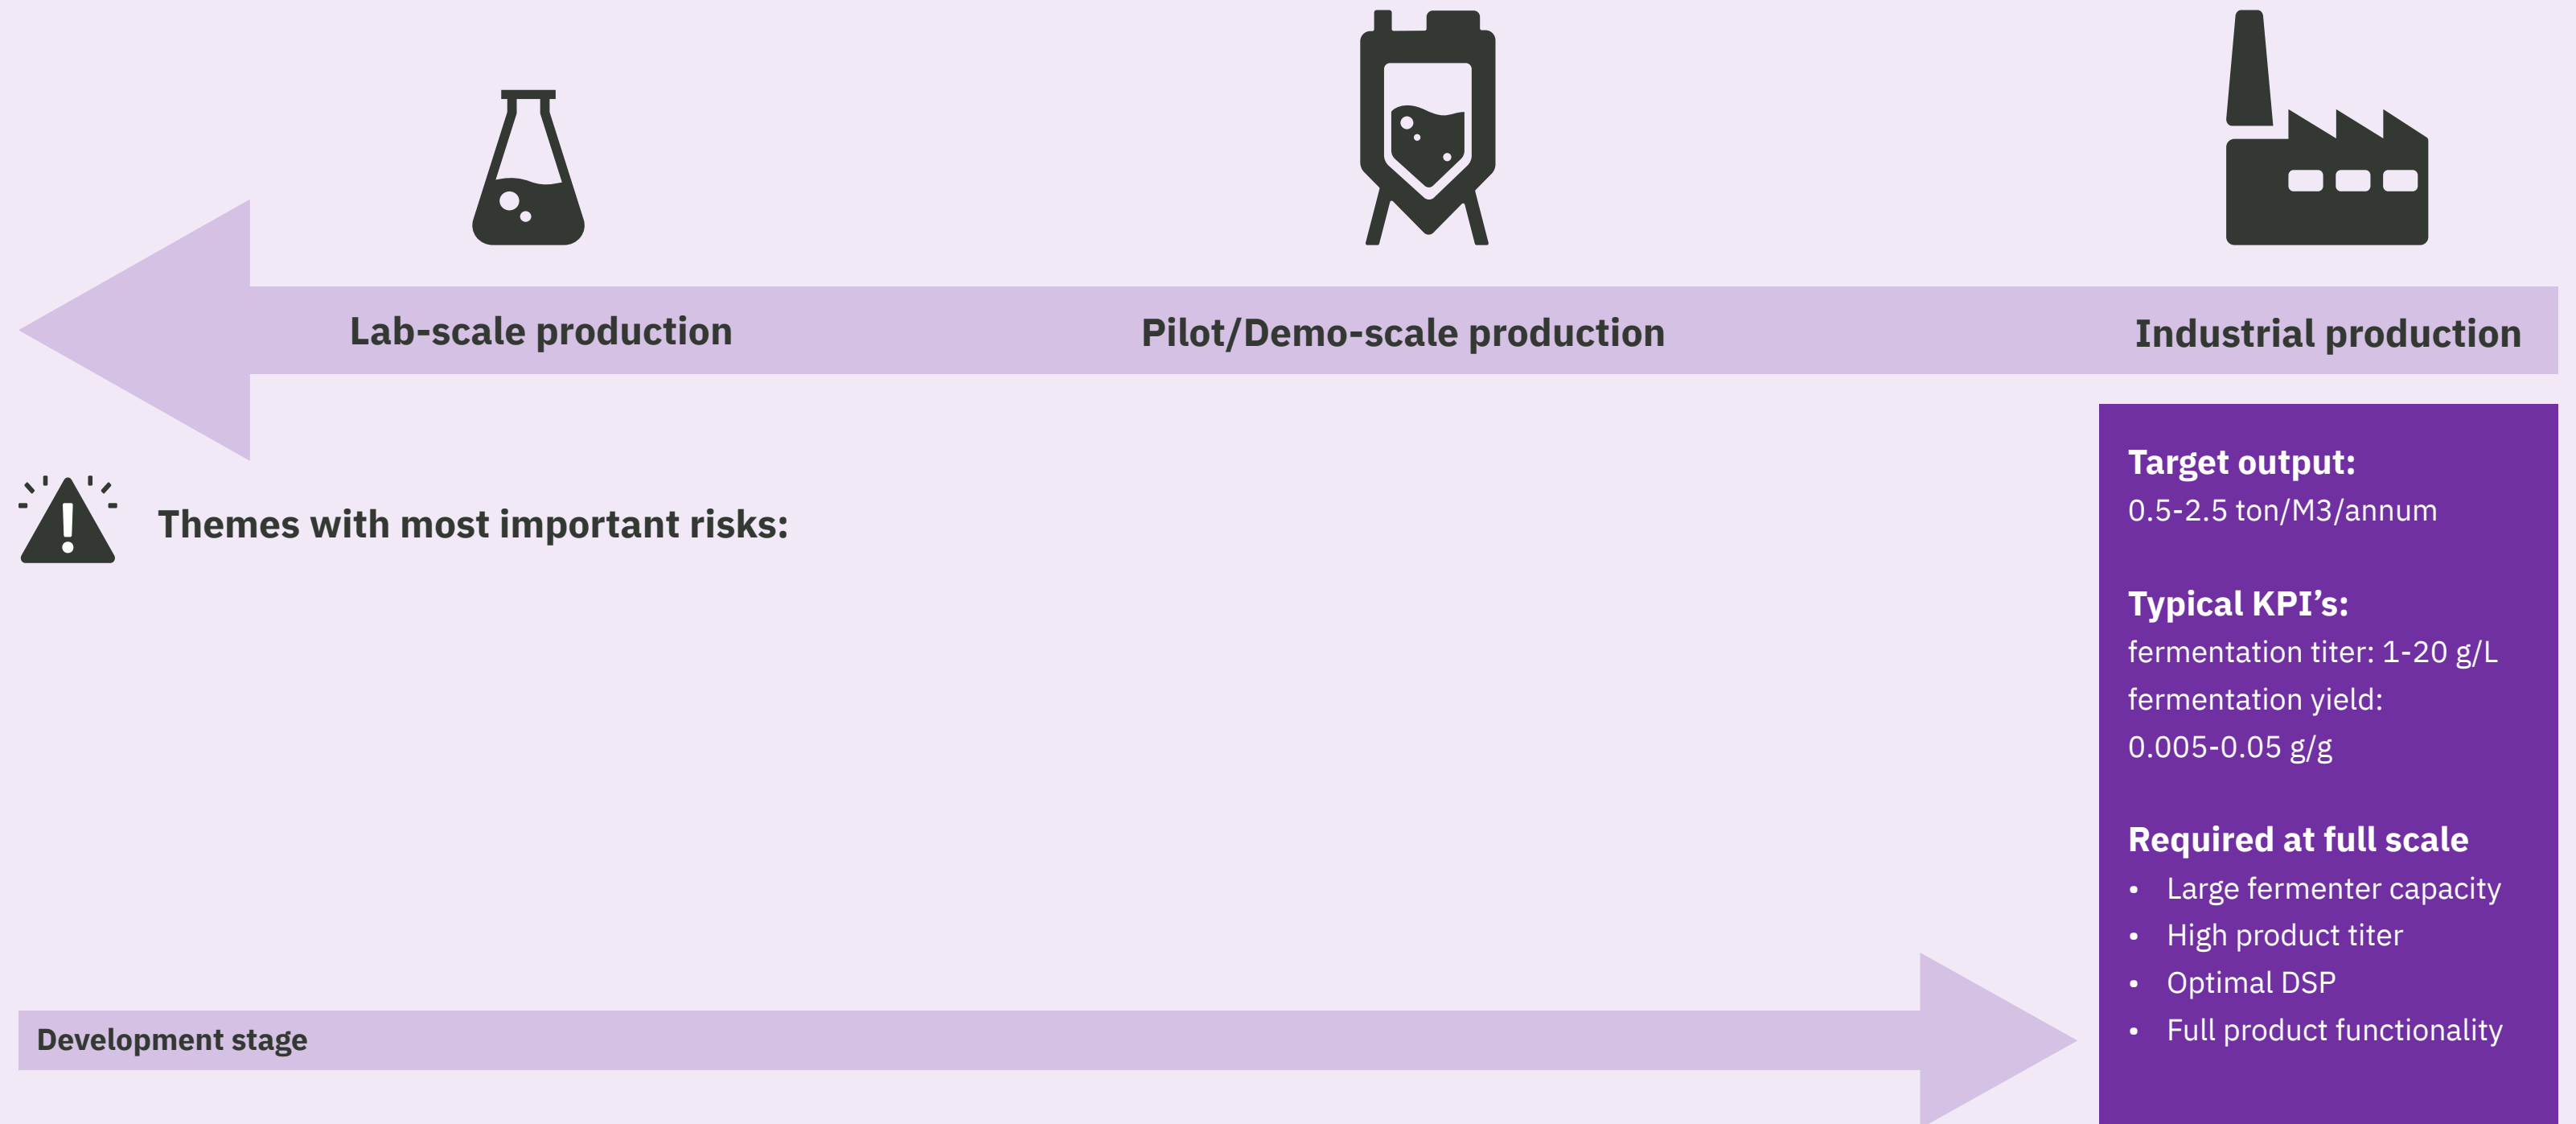 Lab-scale production
Pilot/Demo-scale production
Industrial production
Themes with most important risks:
Target output:
0.5-2.5 ton/M3/annum
Typical KPI’s:
fermentation titer: 1-20 g/L
fermentation yield:
0.005-0.05 g/g
Required at full scale
• Large fermenter capacity
• High product titer
• Optimal DSP
• Full product functionality
Development stage